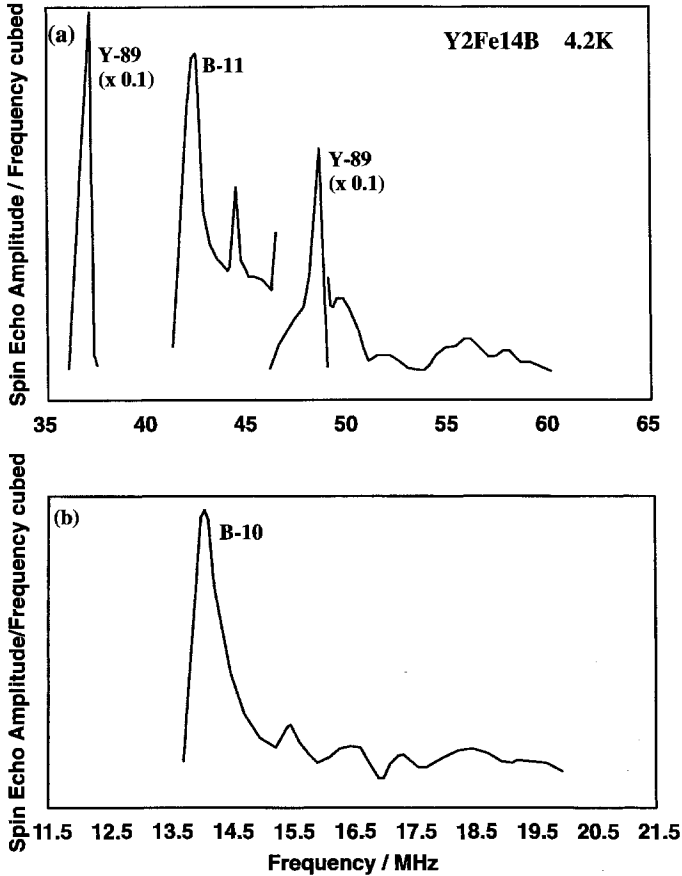 Spin Echo Amplitude / Frequency cubed
(a)
Y-89
(x 0.1)
B-11
Y2Fe14B 4.2K
Y-89
(x 0.1)
35 40 45 50 55 60 65
Spin Echo Amplitude/Frequency cubed
(b)
B-10
11.5 12.5 13.5 14.5 15.5 16.5 17.5 18.5 19.5 20.5 21.5
Frequency / MHz